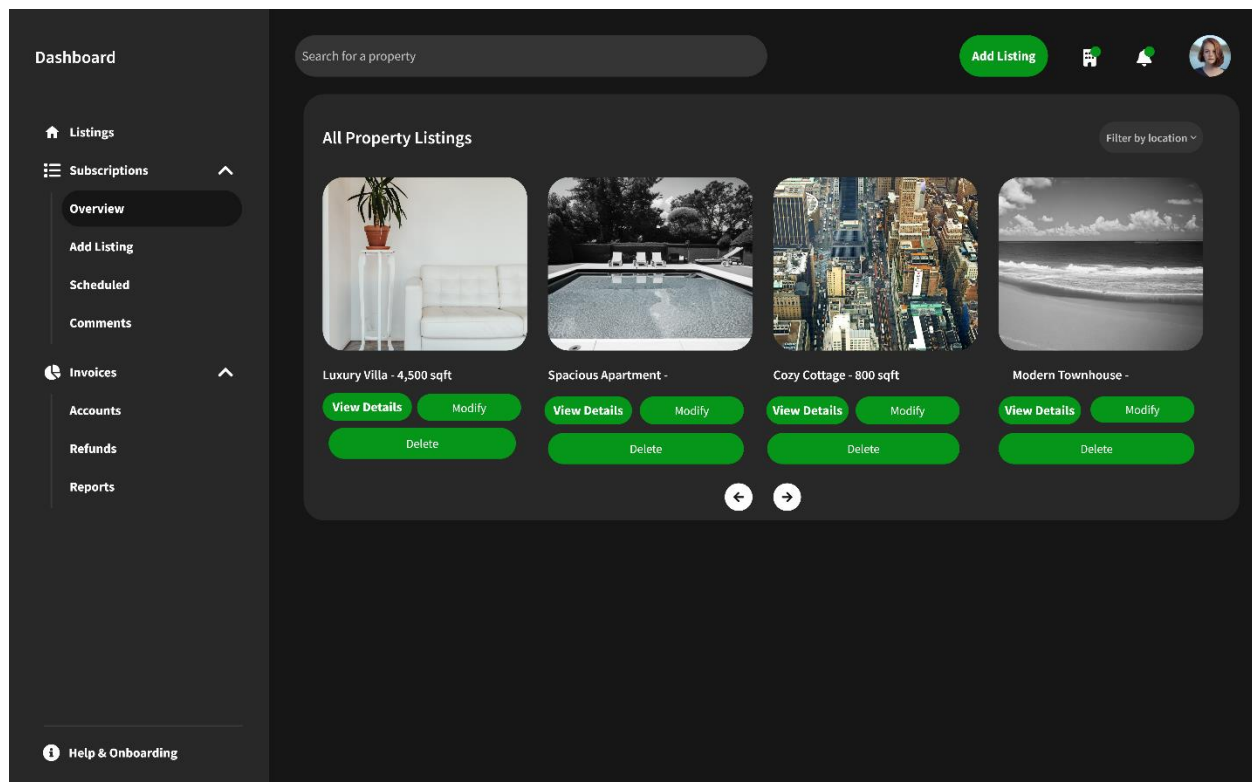 Dashboard
Search for a property
Add Listing
Listings
Subscriptions
Overview
Add Listing
Scheduled
Comments
Invoices
Accounts
Refunds
Reports
Help & Onboarding
All Property Listings
Filter by location
Luxury Villa - 4,500 sqft
Spacious Apartment -
Cozy Cottage - 800 sqft
Modern Townhouse -
View Details Modify
View Details Modify
View Details Modify
View Details Modify
Delete
Delete
Delete
Delete